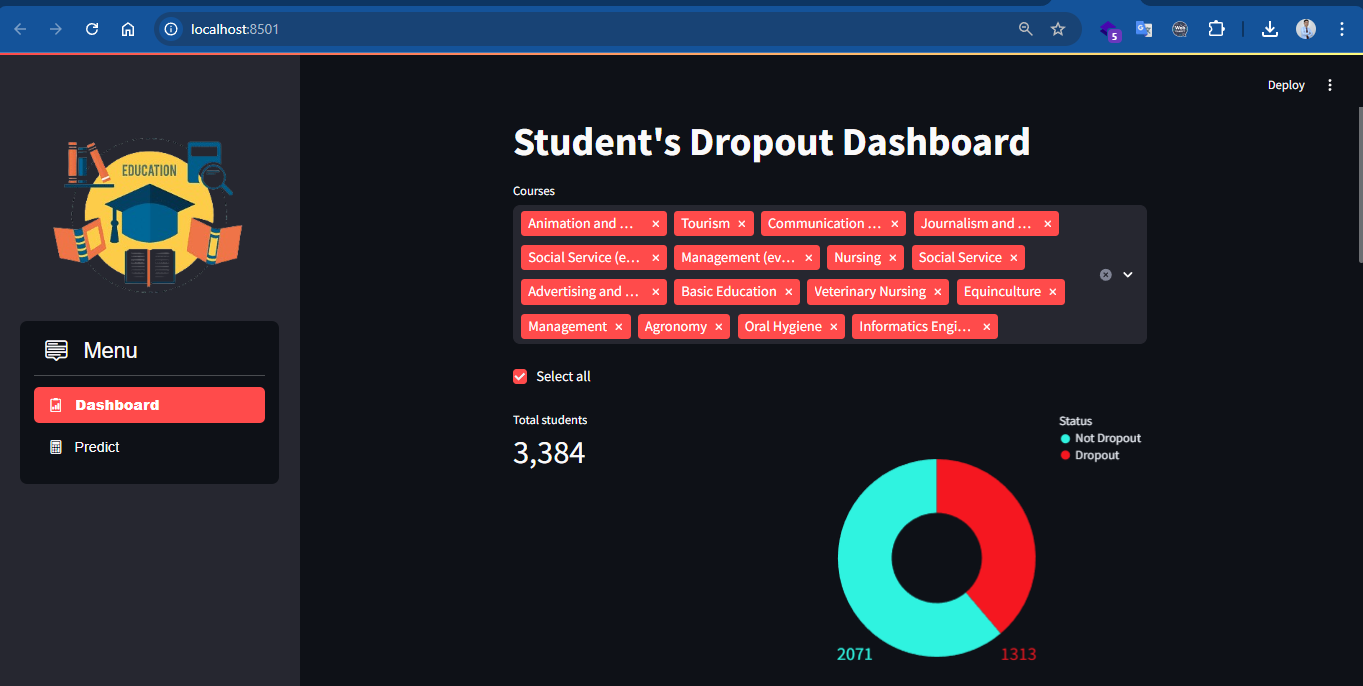 localhost:8501
5
Deploy
EDUCATION
Menu
Dashboard
Predict
Student's Dropout Dashboard
Courses
Animation and ... × Tourism × Communication ... × Journalism and ... ×
Social Service (e... × Management (ev... × Nursing × Social Service ×
Advertising and ... × Basic Education × Veterinary Nursing × Equinculture ×
Management × Agronomy × Oral Hygiene × Informatics Engi... ×
Select all
Total students
3,384
Status
Not Dropout
Dropout
2071 1313